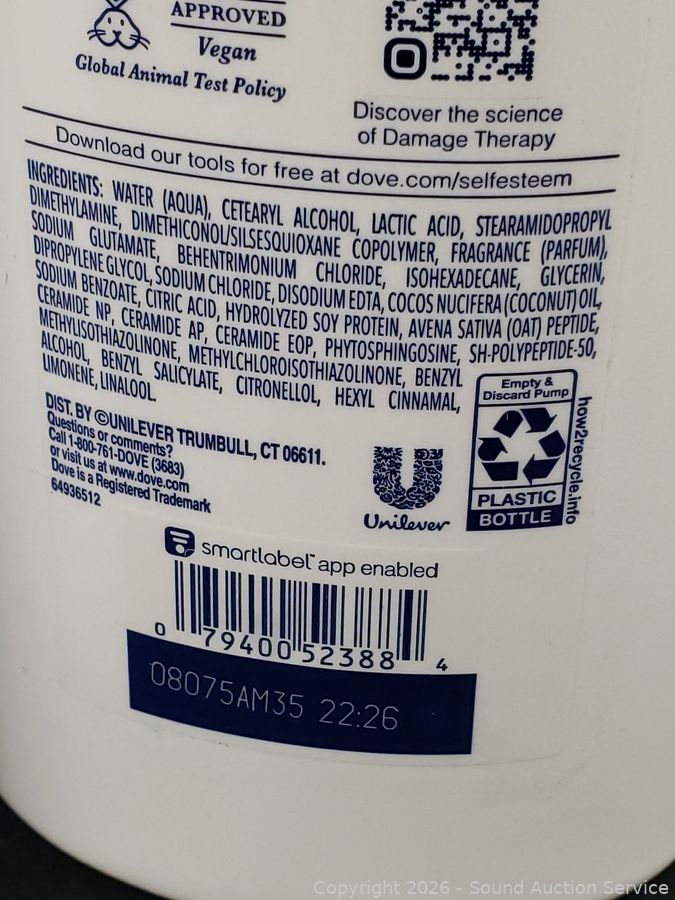 APPROVED
Vegan
Global Animal Test Policy
Discover the science
of Damage Therapy
Download our tools for free at dove.com/selfesteem
INGREDIENTS: WATER (AQUA), CETEARYL ALCOHOL, LACTIC ACID, STEARAMIDOPROPYL
DIMETHYLAMINE, DIMETHICONOL/SILSESQUIOXANE COPOLYMER, FRAGRANCE (PARFUM),
SODIUM GLUTAMATE, BEHENTRIMONIUM CHLORIDE, ISOHEXADECANE, GLYCERIN,
DIPROPYLENE GLYCOL, SODIUM CHLORIDE, DISODIUM EDTA, COCOS NUCIFERA (COCONUT) OIL,
SODIUM BENZOATE, CITRIC ACID, HYDROLYZED SOY PROTEIN, AVENA SATIVA (OAT) PEPTIDE,
CERAMIDE NP, CERAMIDE AP, CERAMIDE EOP, PHYTOSPHINGOSINE, SH-POLYPEPTIDE-50,
METHYLISOTHIAZOLINONE, METHYLCHLOROISOTHIAZOLINONE, BENZYL
ALCOHOL, BENZYL SALICYLATE, CITRONELLOL, HEXYL CINNAMAL,
LIMONENE, LINALOOL.
DIST. BY ©UNILEVER TRUMBULL, CT 06611.
Questions or comments?
Call 1-800-761-DOVE (3683)
or visit us at www.dove.com
Dove is a Registered Trademark
64936512
Unilever
Empty &
Discard Pump
PLASTIC
BOTTLE
how2recycle.info
smartlabel™ app enabled
0 79400 52388 4
08075AM35 22:26
Copyright 2026 - Sound Auction Service